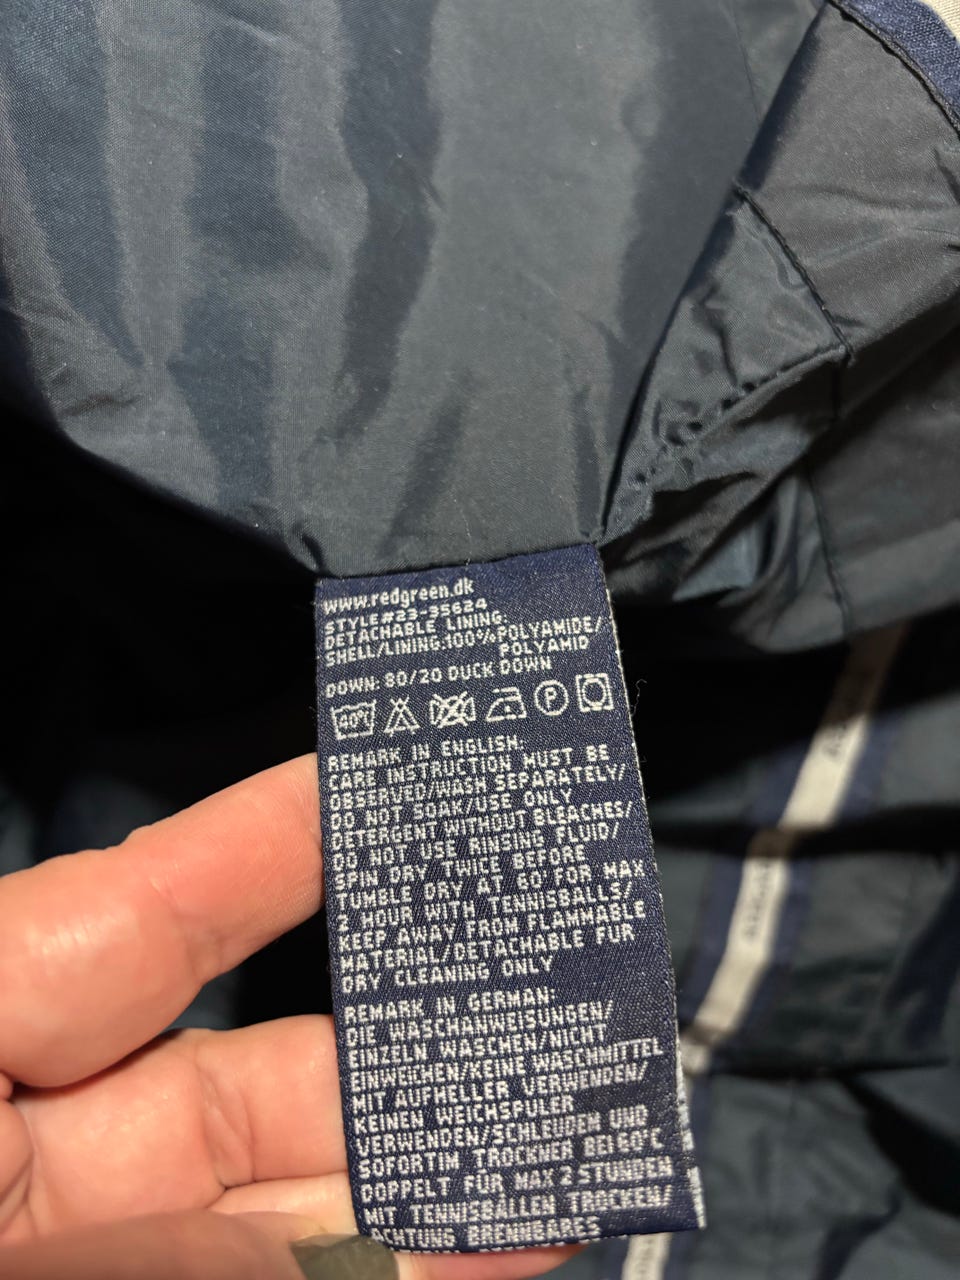 www.redgreen.dk
STYLE#23-35624
DETACHABLE LINING:
SHELL/LINING:100%POLYAMIDE/
POLYAMID
DOWN: 80/20 DUCK DOWN
40°C
P
REMARK IN ENGLISH:
CARE INSTRUCTION MUST BE
OBSERVED/WASH SEPARATELY/
DO NOT SOAK/USE ONLY
DETERGENT WITHOUT BLEACHES/
DO NOT USE RINSING FLUID/
SPIN DRY TWICE BEFORE
TUMBLE DRY AT 60°FOR MAX
2 HOUR WITH TENNISBALLS/
KEEP AWAY FROM FLAMMABLE
MATERIAL/DETACHABLE FUR
DRY CLEANING ONLY
REMARK IN GERMAN:
DIE WASCHANWEISUNREN/
EINZELN WASCHEN/NICHT
EINWEICHEN/KEINE WASCHMITTEL
MIT AUFHELLER VERWENDEN/
KEINEN WEICHSPULER
VERWENDEN/SCHLEUDEN UND
SOFORTIM TROCKNER BEI 60°C
DOPPELT FÜR MAX 2 STUNDEN
MIT TENNISBALLEN TROCKEN/
ACHTUNG BRENNBARES